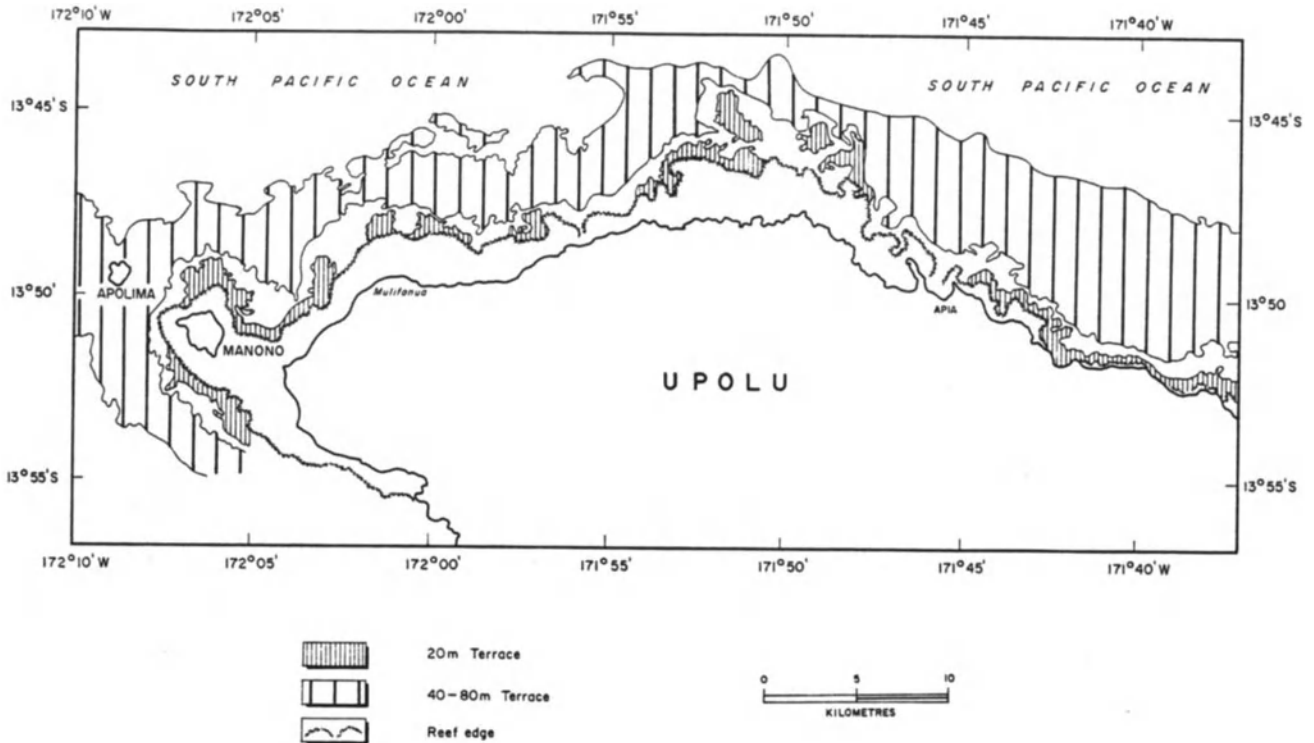 172°10' W 172°05' 172°00' 171°55' 171°50' 171°45' 171°40' W
SOUTH PACIFIC OCEAN SOUTH PACIFIC OCEAN
13°45' S 13°45' S
APOLIMA
13°50' S 13°50' S
Mulifanua
APIA
MANONO
UPOLU
13°55' S 13°55' S
172°10' W 172°05' 172°00' 171°55' 171°50' 171°45' 171°40' W
20m Terrace
40-80m Terrace
Reef edge
0 5 10
KILOMETRES